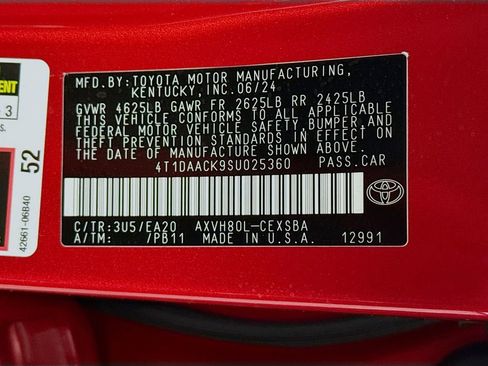 MFD.BY:TOYOTA MOTOR MANUFACTURING,
KENTUCKY, INC.06/24
GVWR 4625LB GAWR FR 2625LB RR 2425LB
THIS VEHICLE CONFORMS TO ALL APPLICABLE
FEDERAL MOTOR VEHICLE SAFETY,BUMPER,AND
THEFT PREVENTION STANDARDS IN EFFECT ON
THE DATE OF MANUFACTURE SHOWN ABOVE.
4T1DAACK9SU025360 PASS.CAR
C/TR:3U5/EA20 AXVH80L-CEXSBA
A/TM: /PB11 MADE IN U.S.A. 12991
3
s.
52
42661-06B40